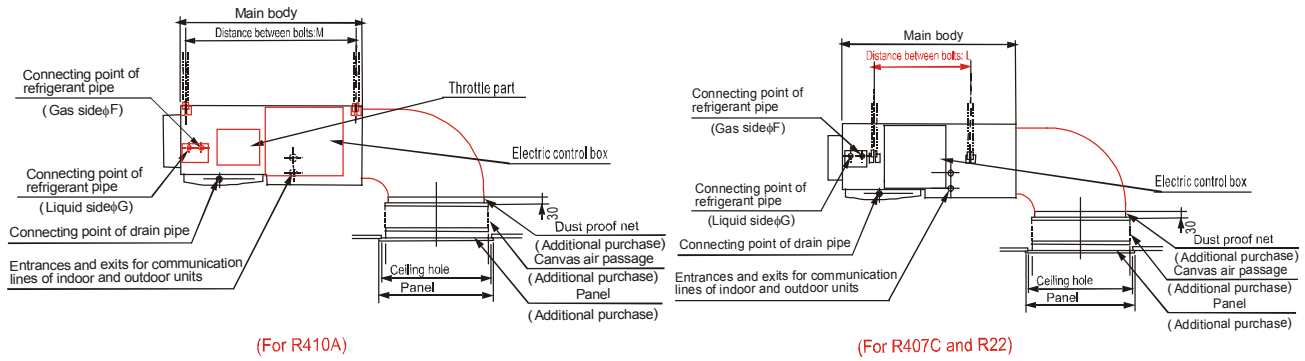 Main body
Distance between bolts:M
Connecting point of
refrigerant pipe
(Gas sideϕF)
Throttle part
Electric control box
Connecting point of
refrigerant pipe
(Liquid sideϕG)
Connecting point of drain pipe
Entrances and exits for communication
lines of indoor and outdoor units
30
Dust proof net
(Additional purchase)
Canvas air passage
(Additional purchase)
Ceiling hole
Panel
Panel
(Additional purchase)
(For R410A)
Main body
Distance between bolts: L
Connecting point of
refrigerant pipe
(Gas sideϕF)
Electric control box
Connecting point of
refrigerant pipe
(Liquid sideϕG)
Connecting point of drain pipe
Entrances and exits for communication
lines of indoor and outdoor units
30
Dust proof net
(Additional purchase)
Canvas air passage
(Additional purchase)
Ceiling hole
Panel
Panel
(Additional purchase)
(For R407C and R22)